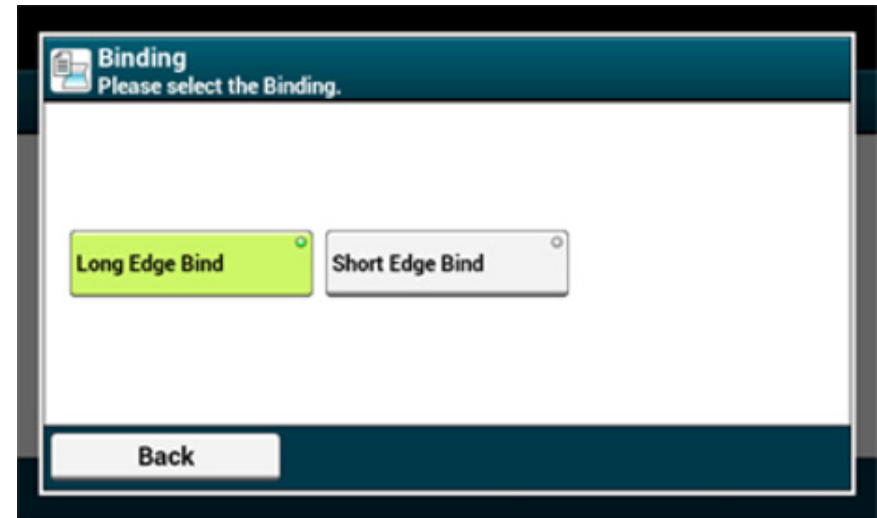 Binding
Please select the Binding.
Long Edge Bind
Short Edge Bind
Back